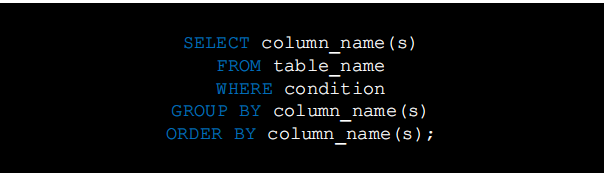 SELECT column_name(s)
FROM table_name
WHERE condition
GROUP BY column_name(s)
ORDER BY column_name(s);